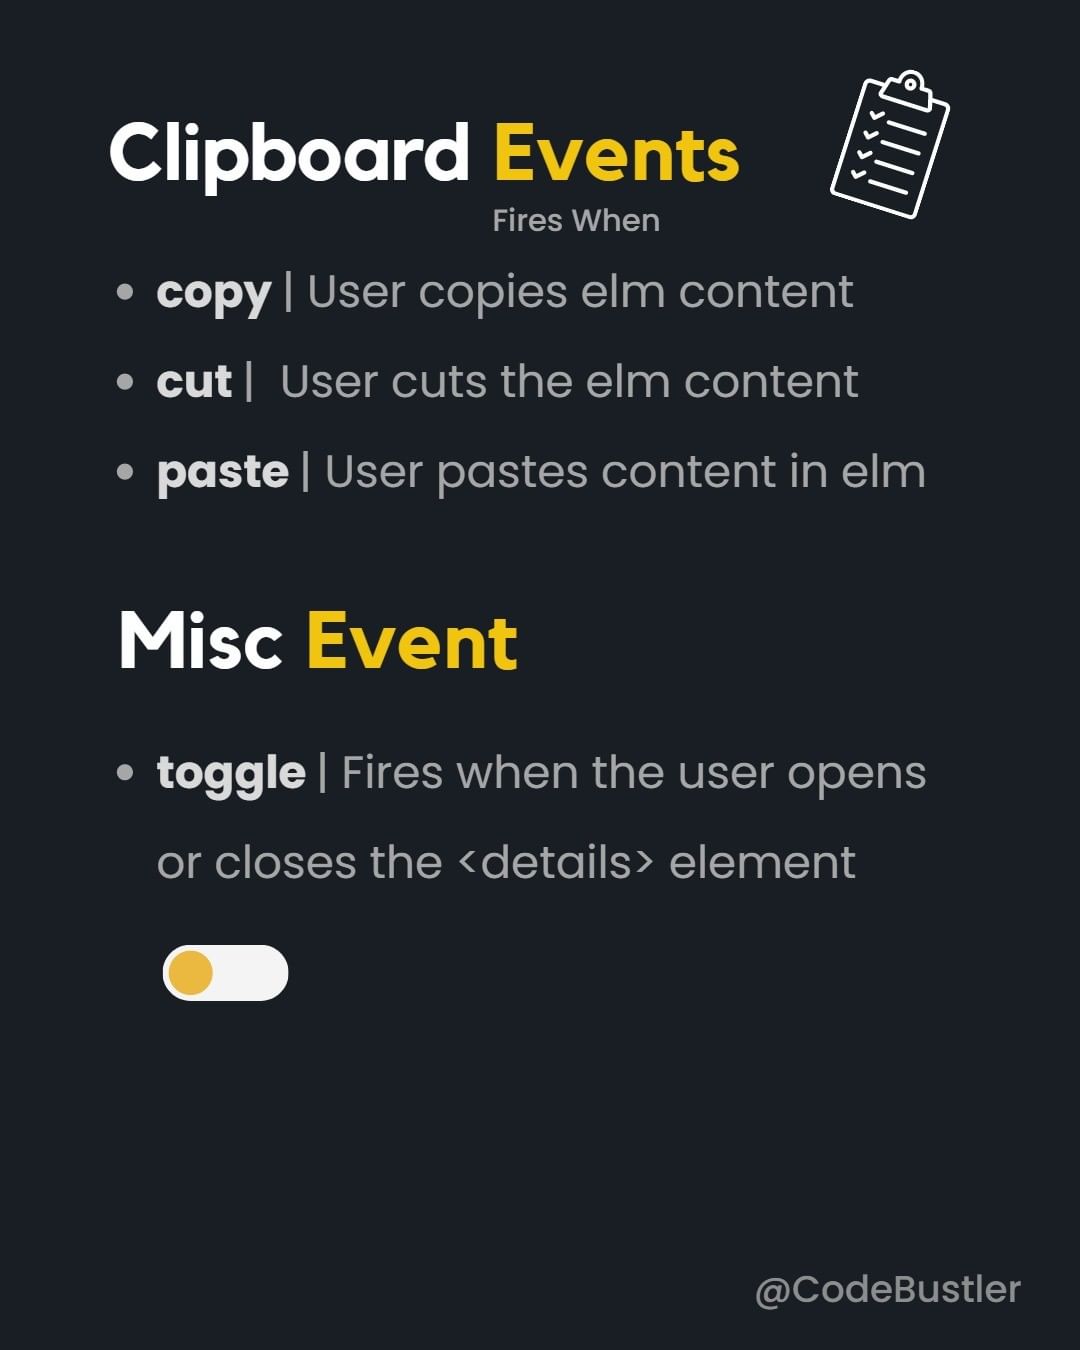 Clipboard Events
Fires When
• copy | User copies elm content
• cut | User cuts the elm content
• paste | User pastes content in elm
Misc Event
• toggle | Fires when the user opens
or closes the <details> element
@CodeBustler